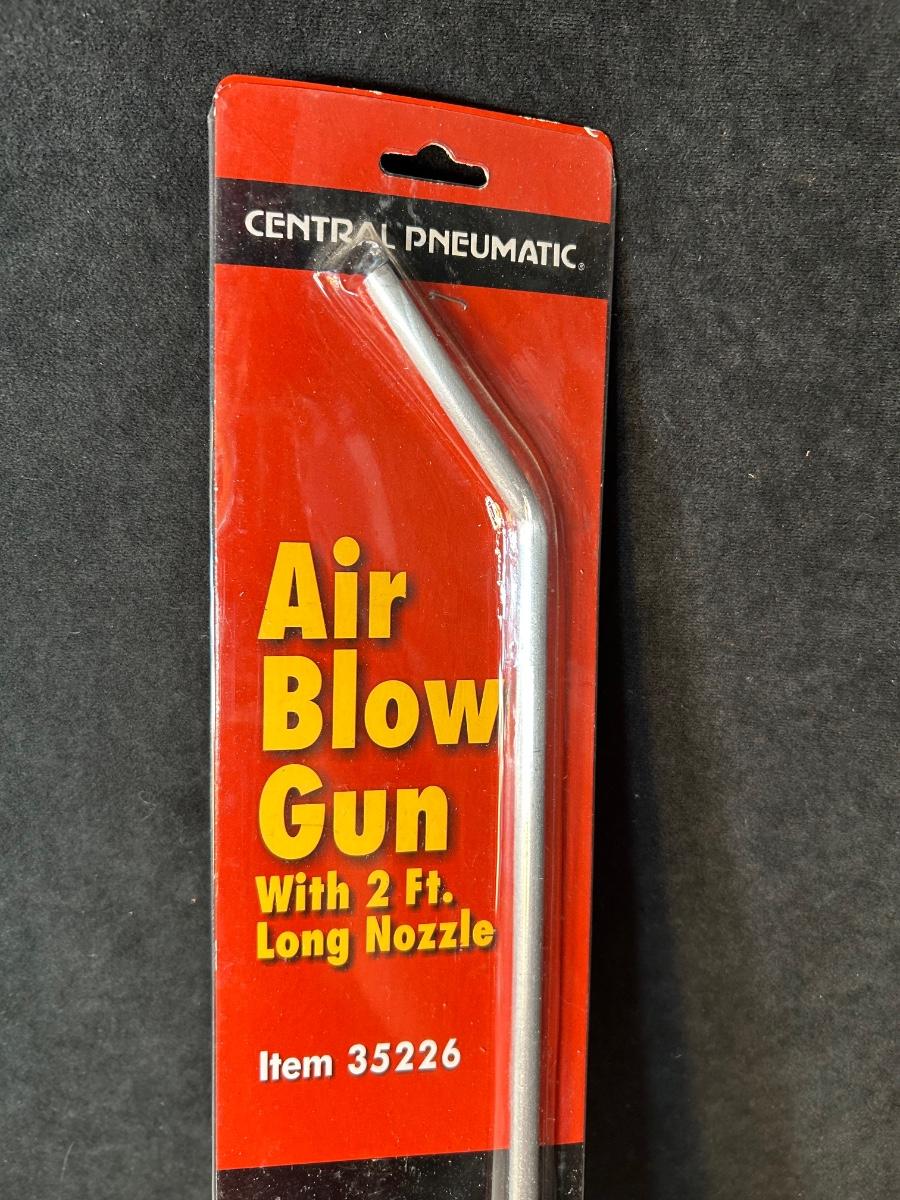 CENTRAL PNEUMATIC®
Air
Blow
Gun
With 2 Ft.
Long Nozzle
Item 35226